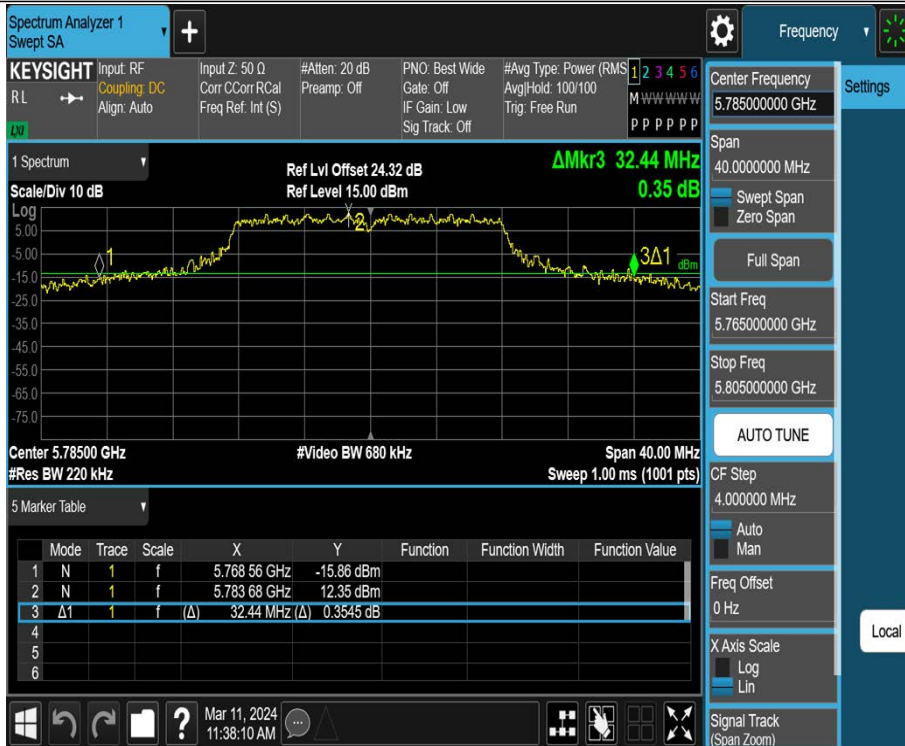 Spectrum Analyzer 1
Swept SA
+
Frequency
KEYSIGHT
RL
LXI
Input: RF
Coupling: DC
Align: Auto
Input Z: 50 Ω
Corr CCorr RCal
Freq Ref: Int (S)
#Atten: 20 dB
Preamp: Off
PNO: Best Wide
Gate: Off
IF Gain: Low
Sig Track: Off
#Avg Type: Power (RMS
Avg|Hold: 100/100
Trig: Free Run
1 2 3 4 5 6
M W W W W W
P P P P P P
1 Spectrum
Scale/Div 10 dB
Ref Lvl Offset 24.32 dB
Ref Level 15.00 dBm
ΔMkr3 32.44 MHz
0.35 dB
Log
5.00
-5.00
-15.0
-25.0
-35.0
-45.0
-55.0
-65.0
-75.0
1
2
3Δ1
dBm
Center 5.78500 GHz
#Video BW 680 kHz
Span 40.00 MHz
#Res BW 220 kHz
Sweep 1.00 ms (1001 pts)
5 Marker Table
Mode Trace Scale X Y Function Function Width Function Value
1 N 1 f 5.768 56 GHz -15.86 dBm
2 N 1 f 5.783 68 GHz 12.35 dBm
3 Δ1 1 f (Δ) 32.44 MHz (Δ) 0.3545 dB
4
5
6
?
Mar 11, 2024
11:38:10 AM
Center Frequency
5.785000000 GHz
Span
40.0000000 MHz
Swept Span
Zero Span
Full Span
Start Freq
5.765000000 GHz
Stop Freq
5.805000000 GHz
AUTO TUNE
CF Step
4.000000 MHz
Auto
Man
Freq Offset
0 Hz
X Axis Scale
Log
Lin
Signal Track
(Span Zoom)
Settings
Local